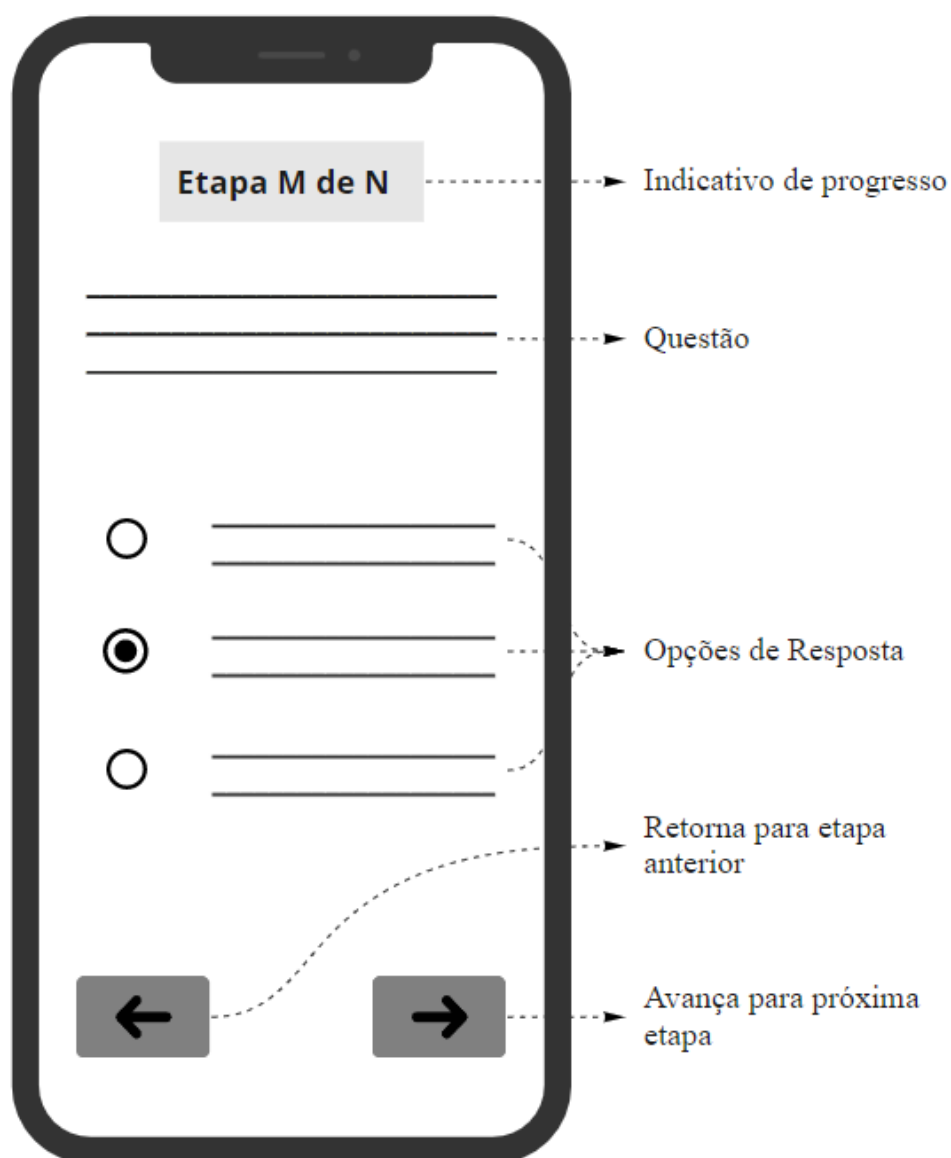 Etapa M de N
Indicativo de progresso
Questão
Opções de Resposta
Retorna para etapa
anterior
Avança para próxima
etapa